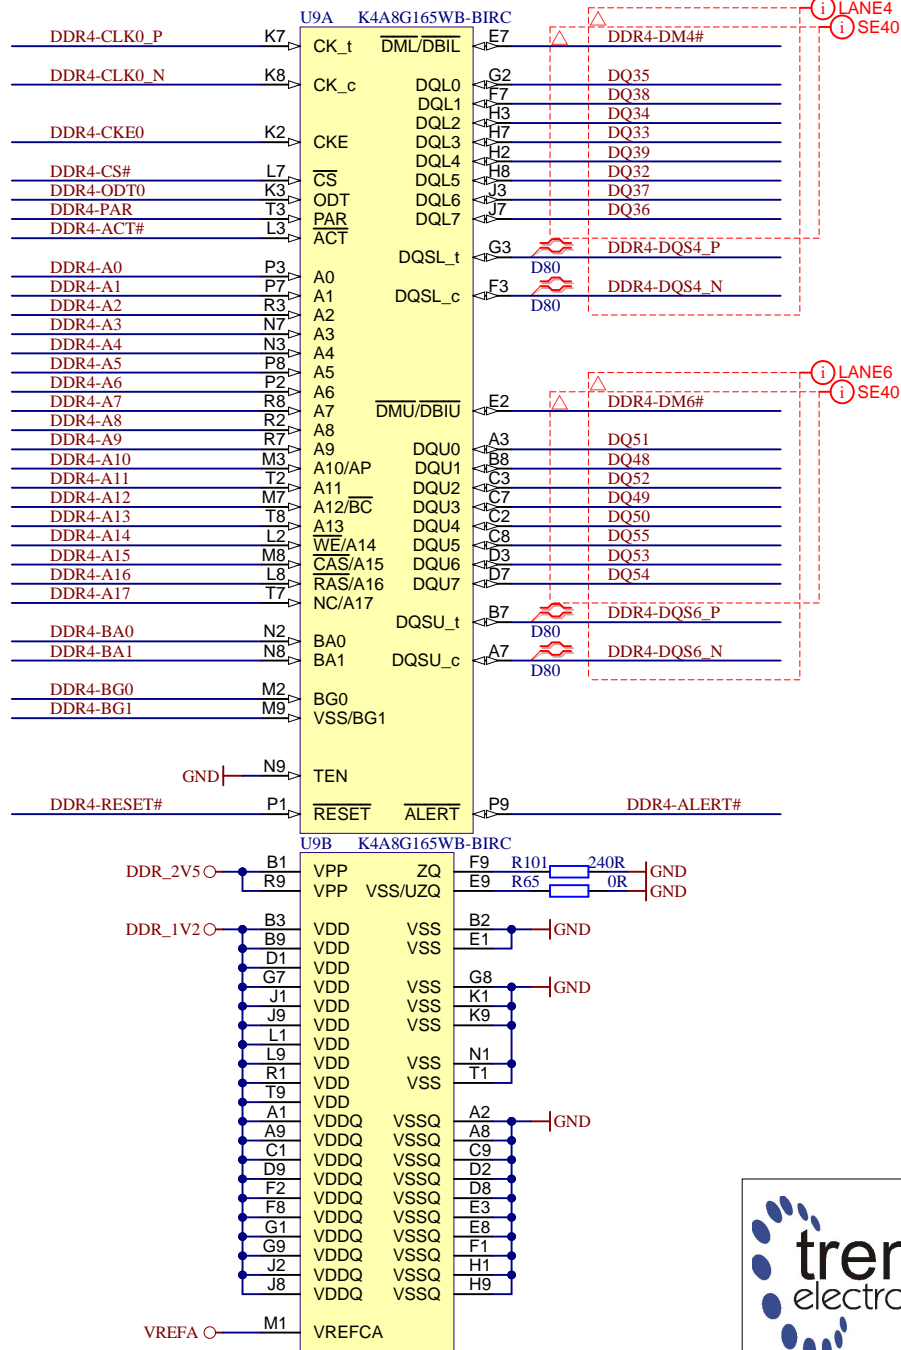 U9A K4A8G165WB-BIRC LANE4
SE40
DDR4-CLK0_P K7 CK_t DML/DBIL E7 DDR4-DM4#
DDR4-CLK0_N K8 CK_c DQL0 G2 DQ35
DQL1 F7 DQ38
DQL2 H3 DQ34
DDR4-CKE0 K2 CKE DQL3 H7 DQ33
DQL4 H2 DQ39
DDR4-CS# L7 CS DQL5 H8 DQ32
DDR4-ODT0 K3 ODT DQL6 J3 DQ37
DDR4-PAR T3 PAR DQL7 J7 DQ36
DDR4-ACT# L3 ACT
DQSL_t G3 D80 DDR4-DQS4_P
DDR4-A0 P3 A0
DDR4-A1 P7 A1 DQSL_c F3 D80 DDR4-DQS4_N
DDR4-A2 R3 A2
DDR4-A3 N7 A3
DDR4-A4 N3 A4
DDR4-A5 P8 A5 LANE6
DDR4-A6 P2 A6 SE40
DDR4-A7 R8 A7 DMU/DBIU E2 DDR4-DM6#
DDR4-A8 R2 A8
DDR4-A9 R7 A9 DQU0 A3 DQ51
DDR4-A10 M3 A10/AP DQU1 B8 DQ48
DDR4-A11 T2 A11 DQU2 C3 DQ52
DDR4-A12 M7 A12/BC DQU3 C7 DQ49
DDR4-A13 T8 A13 DQU4 C2 DQ50
DDR4-A14 L2 WE/A14 DQU5 C8 DQ55
DDR4-A15 M8 CAS/A15 DQU6 D3 DQ53
DDR4-A16 L8 RAS/A16 DQU7 D7 DQ54
DDR4-A17 T7 NC/A17
DQSU_t B7 D80 DDR4-DQS6_P
DDR4-BA0 N2 BA0
DDR4-BA1 N8 BA1 DQSU_c A7 D80 DDR4-DQS6_N
DDR4-BG0 M2 BG0
DDR4-BG1 M9 VSS/BG1
GND N9 TEN
DDR4-RESET# P1 RESET ALERT P9 DDR4-ALERT#
U9B K4A8G165WB-BIRC
DDR_2V5 B1 VPP ZQ F9 R101 240R GND
R9 VPP VSS/UZQ E9 R65 0R GND
DDR_1V2 B3 VDD VSS B2 GND
B9 VDD VSS E1
D1 VDD
G7 VDD VSS G8 GND
J1 VDD VSS K1
J9 VDD VSS K9
L1 VDD
L9 VDD VSS N1
R1 VDD VSS T1
T9 VDD
A1 VDDQ VSSQ A2 GND
A9 VDDQ VSSQ A8
C1 VDDQ VSSQ C9
D9 VDDQ VSSQ D2
F2 VDDQ VSSQ D8
F8 VDDQ VSSQ E3
G1 VDDQ VSSQ E8
G9 VDDQ VSSQ F1
J2 VDDQ VSSQ H1
J8 VDDQ VSSQ H9
VREFA M1 VREFCA
tren
electro